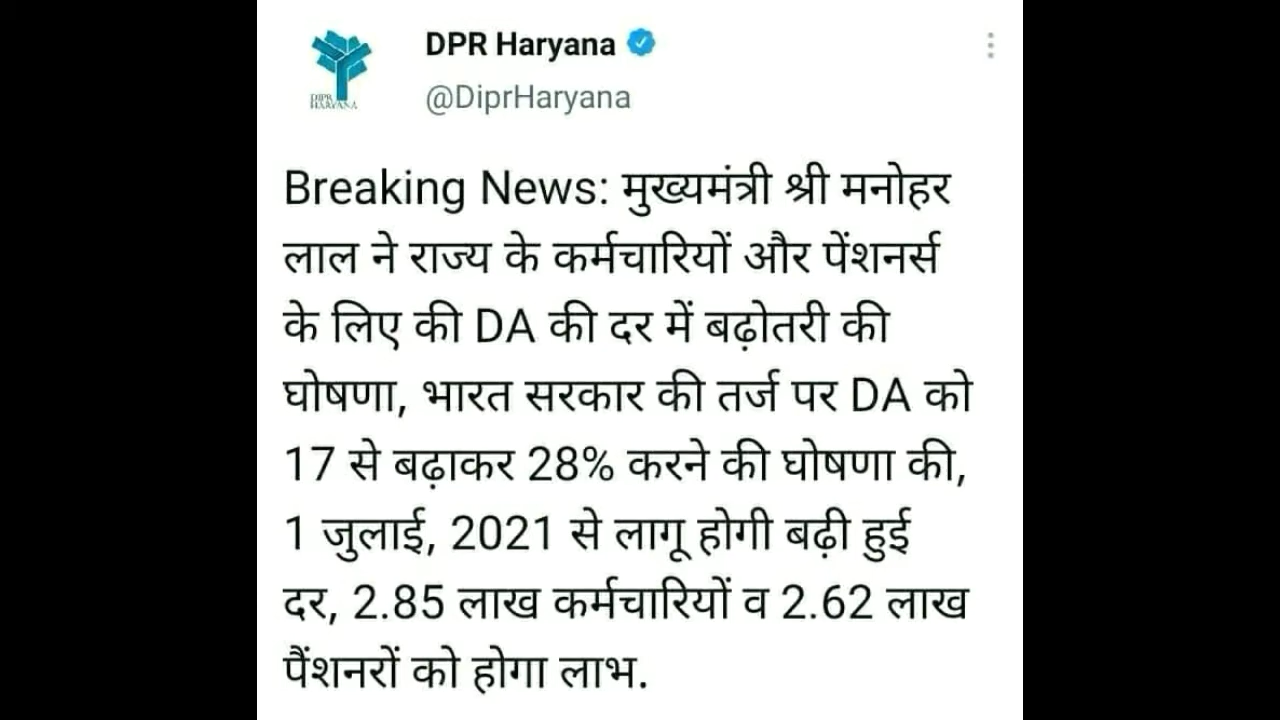 DPR Haryana
@DiprHaryana
DIPR
HARYANA
Breaking News: मुख्यमंत्री श्री मनोहर
लाल ने राज्य के कर्मचारियों और पेंशनर्स
के लिए की DA की दर में बढ़ोतरी की
घोषणा, भारत सरकार की तर्ज पर DA को
17 से बढ़ाकर 28% करने की घोषणा की,
1 जुलाई, 2021 से लागू होगी बढ़ी हुई
दर, 2.85 लाख कर्मचारियों व 2.62 लाख
पैंशनरों को होगा लाभ.